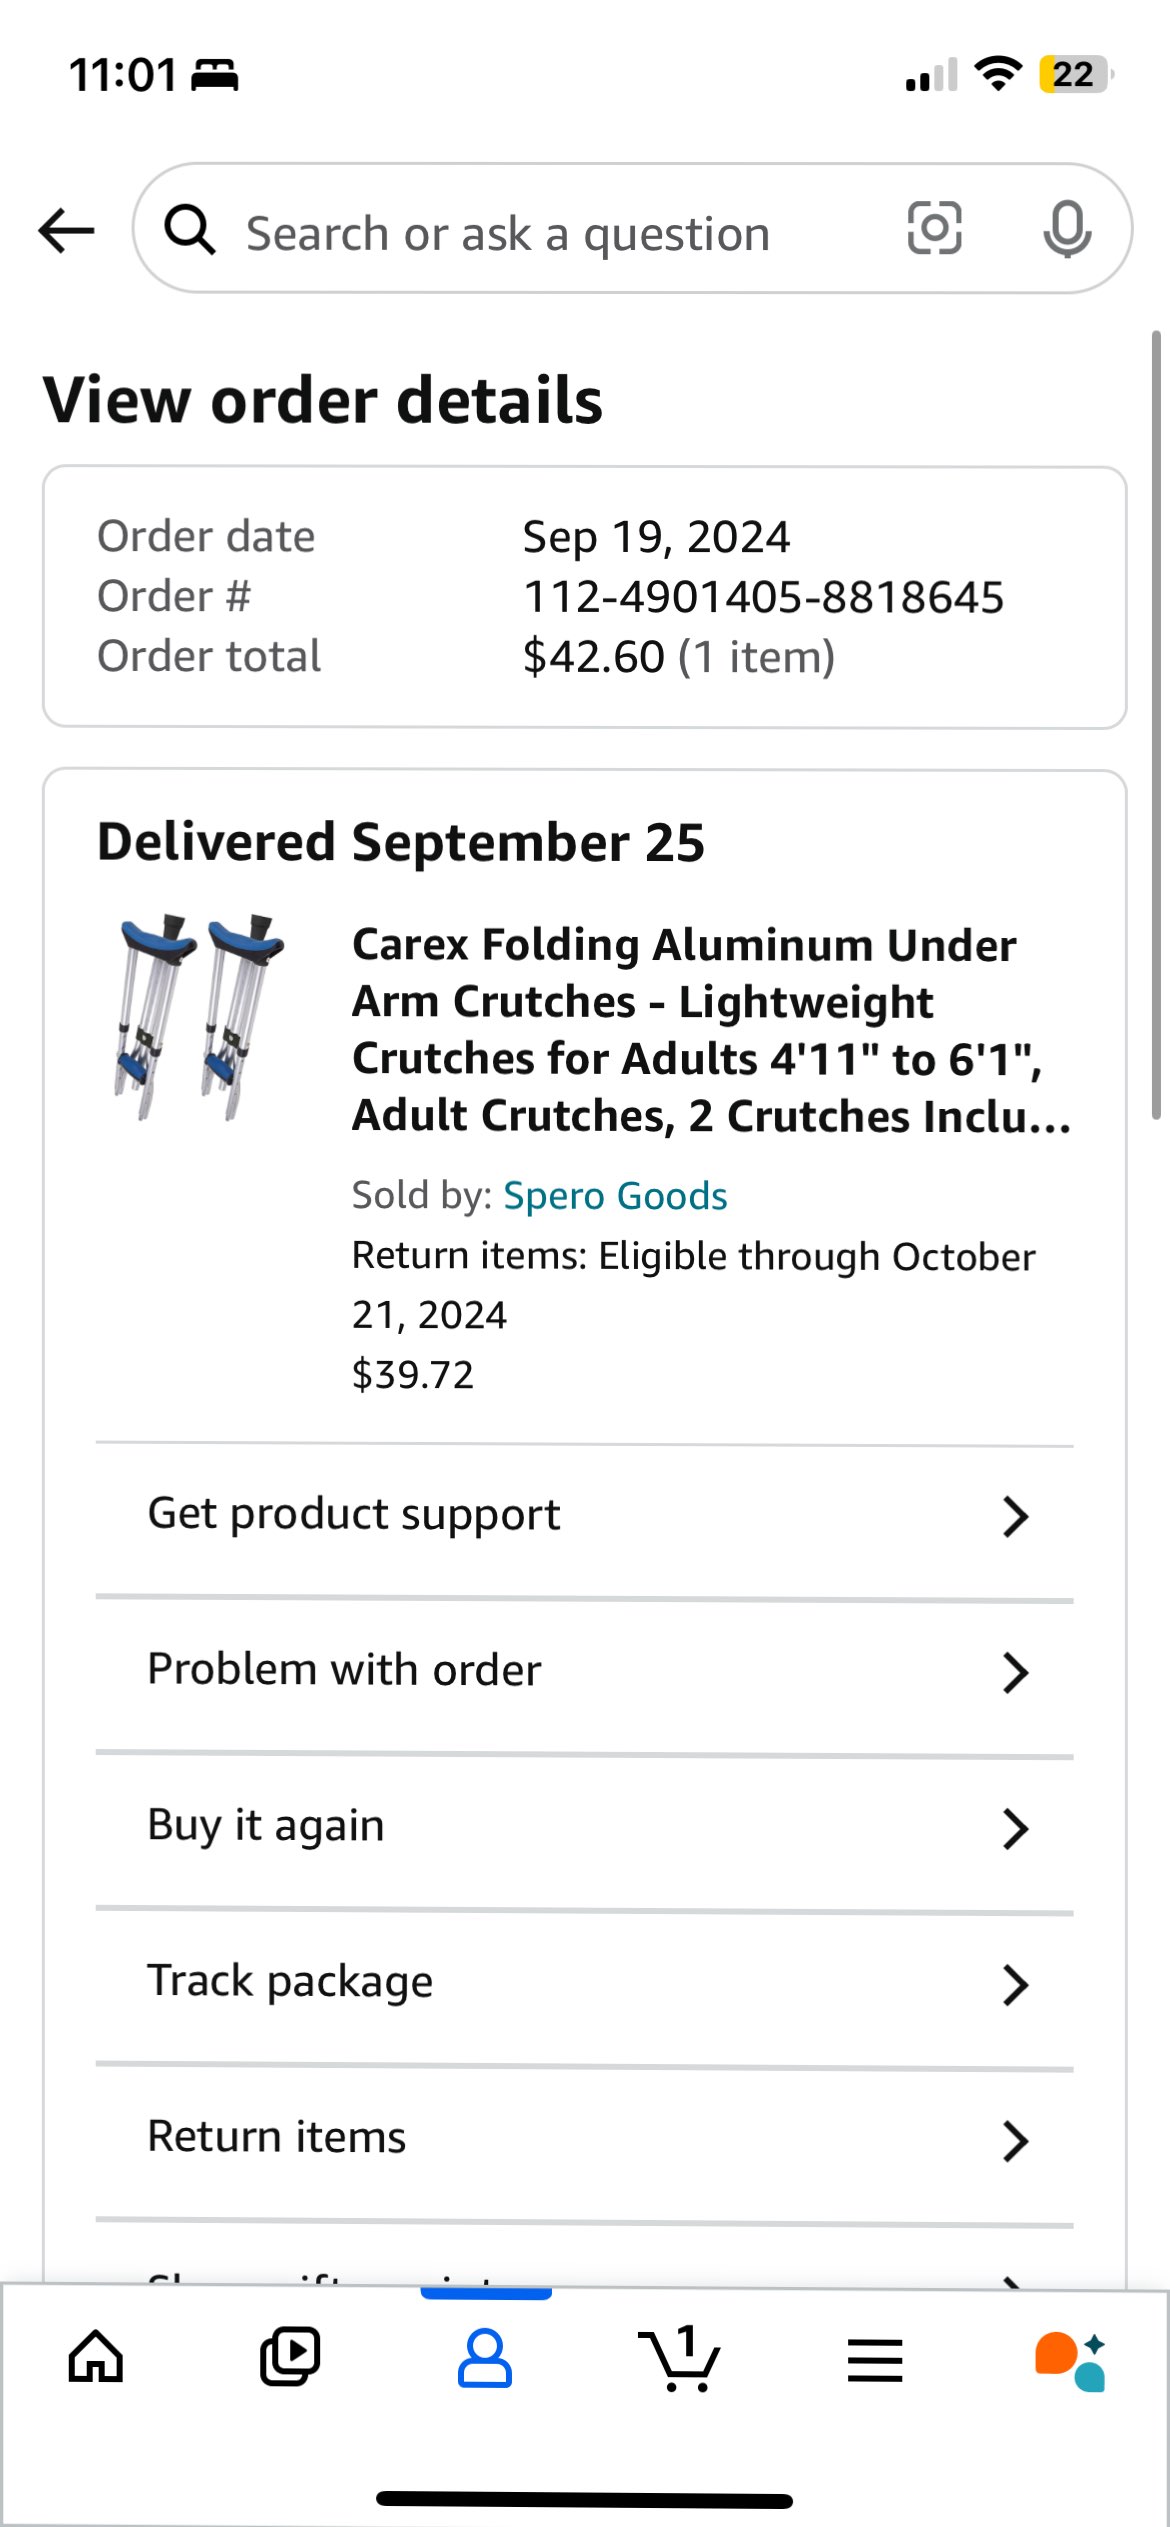 11:01
22
Search or ask a question
View order details
Order date Sep 19, 2024
Order # 112-4901405-8818645
Order total $42.60 (1 item)
Delivered September 25
Carex Folding Aluminum Under
Arm Crutches - Lightweight
Crutches for Adults 4'11" to 6'1",
Adult Crutches, 2 Crutches Inclu...
Sold by: Spero Goods
Return items: Eligible through October
21, 2024
$39.72
Get product support
Problem with order
Buy it again
Track package
Return items
1